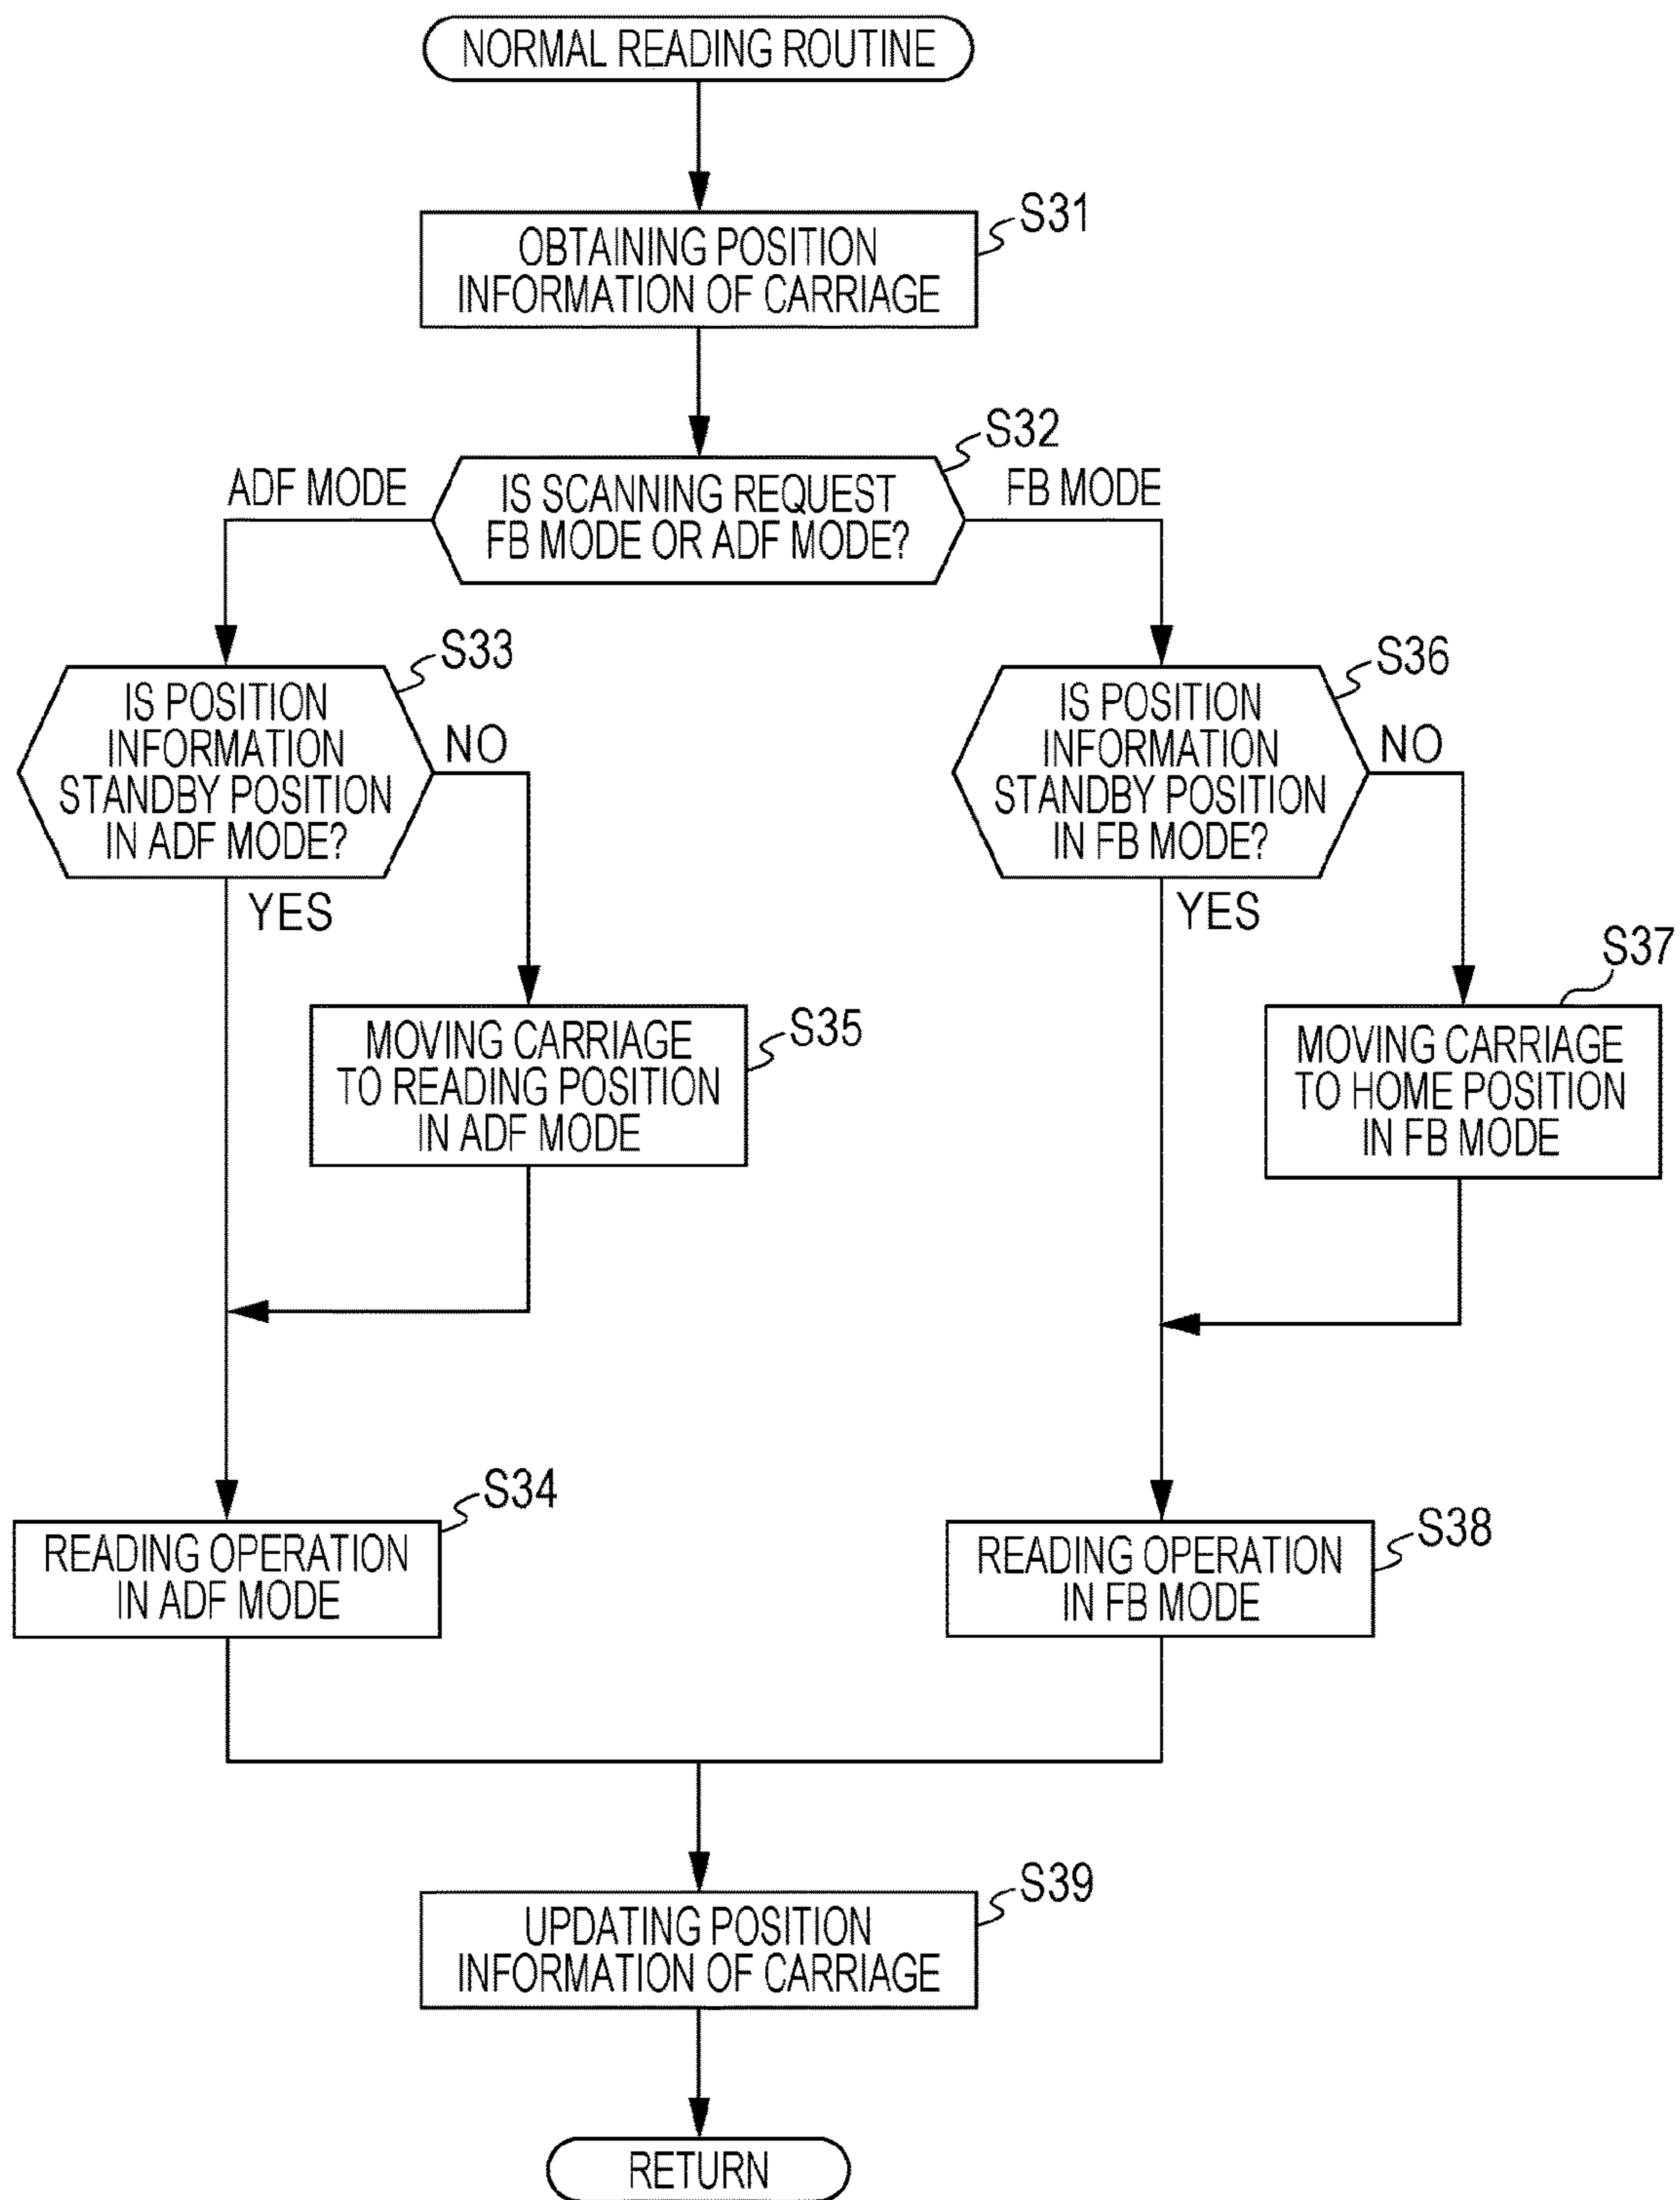 NORMAL READING ROUTINE
S31
OBTAINING POSITION
INFORMATION OF CARRIAGE
S32
ADF MODE
IS SCANNING REQUEST
FB MODE OR ADF MODE?
FB MODE
S33
IS POSITION
INFORMATION
STANDBY POSITION
IN ADF MODE?
NO
YES
S36
IS POSITION
INFORMATION
STANDBY POSITION
IN FB MODE?
NO
YES
S35
MOVING CARRIAGE
TO READING POSITION
IN ADF MODE
S37
MOVING CARRIAGE
TO HOME POSITION
IN FB MODE
S34
READING OPERATION
IN ADF MODE
S38
READING OPERATION
IN FB MODE
S39
UPDATING POSITION
INFORMATION OF CARRIAGE
RETURN